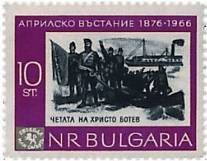 АПРИЛСКО ВЪСТАНИЕ 1876-1966
10
ST.
ЧЕТАТА НА ХРИСТО БОТЕВ
NR BULGARIA